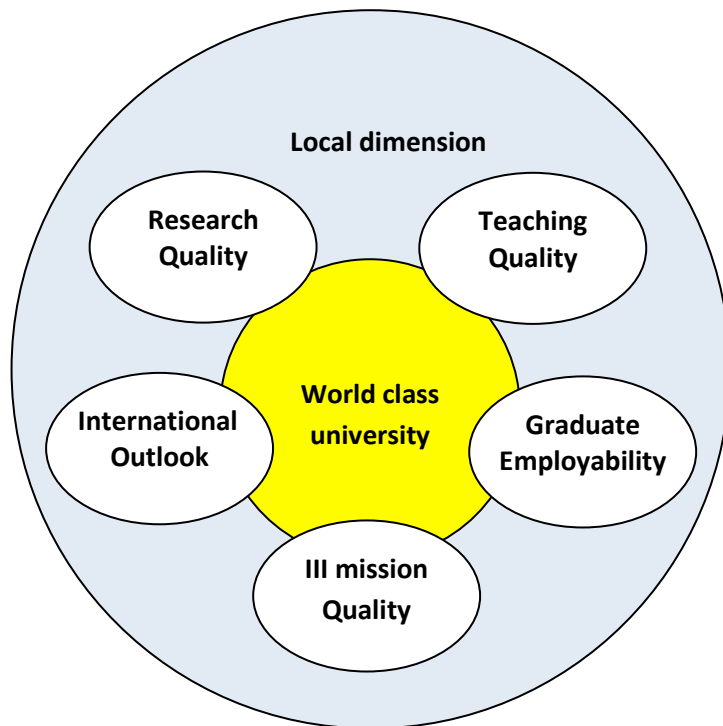 Local dimension
Research
Quality
Teaching
Quality
World class
university
International
Outlook
Graduate
Employability
III mission
Quality